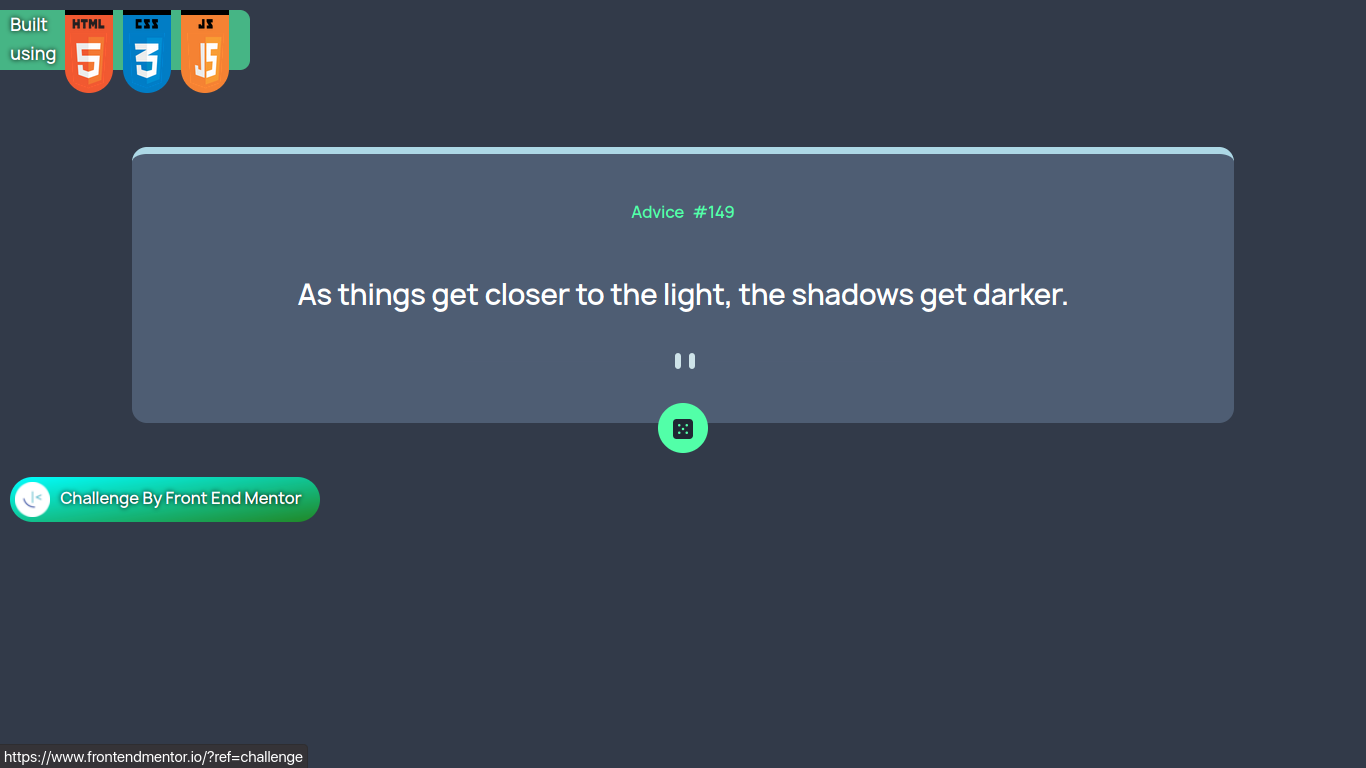 Built
using
HTML
5
CSS
3
JS
JS
Advice #149
As things get closer to the light, the shadows get darker.
Challenge By Front End Mentor
https://www.frontendmentor.io/?ref=challenge